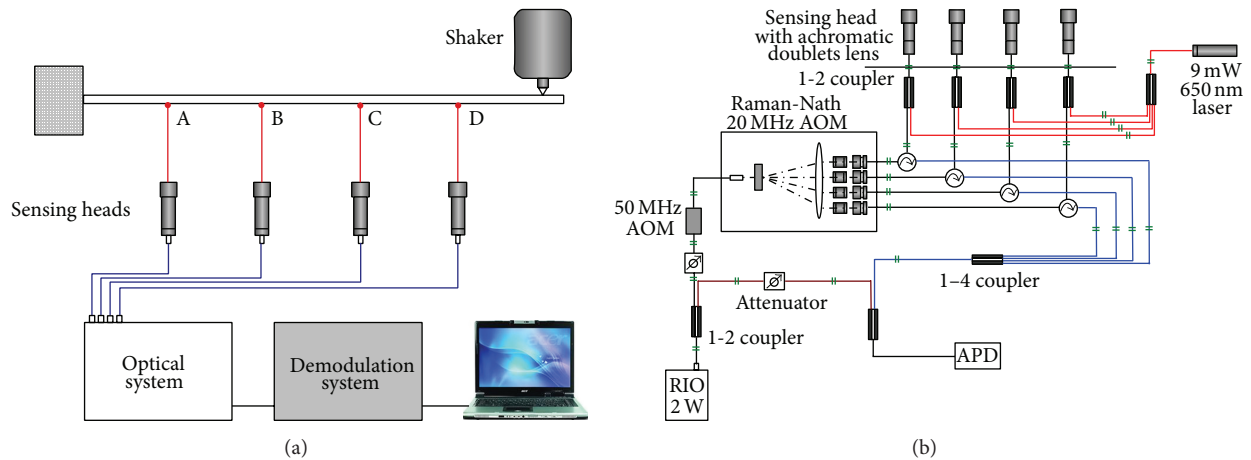 Shaker
A
B
C
D
Sensing heads
Optical
system
Demodulation
system
(a)
Sensing head
with achromatic
doublets lens
1-2 coupler
Raman-Nath
20 MHz AOM
9 mW
650 nm
laser
50 MHz
AOM
Attenuator
1-2 coupler
1–4 coupler
APD
RIO
2 W
(b)